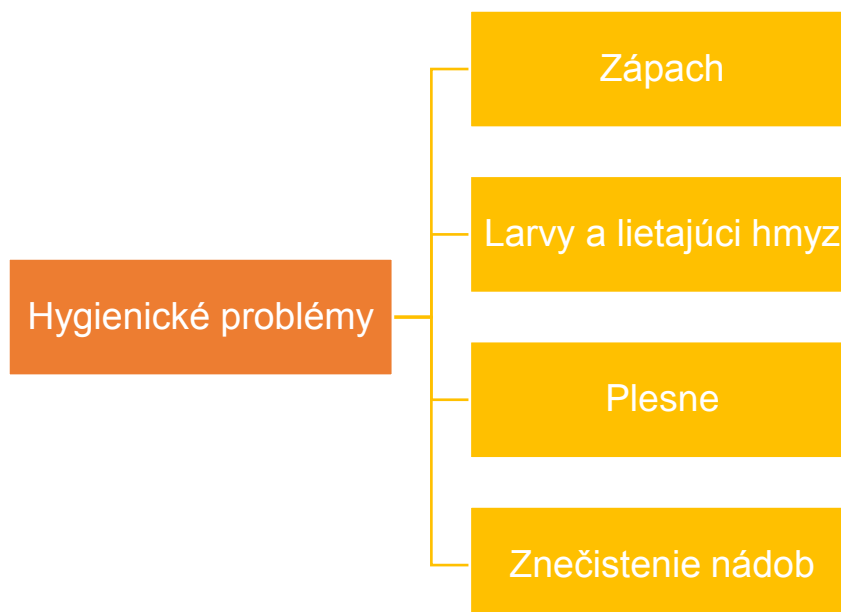 Zápach
Larvy a lietajúci hmyz
Hygienické problémy
Plesne
Znečistenie nádob